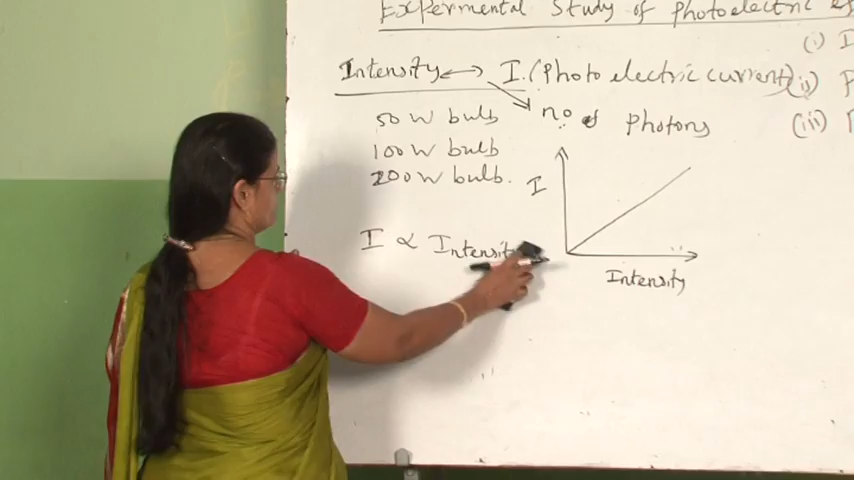 Expermental Study of photoelectric
(i) I
Intensity ⟷ I (Photo electric current) (ii) P
no of photons (iii)
50 W bulb
100 W bulb
200 W bulb.
I
I ∝ Intensity
Intensity